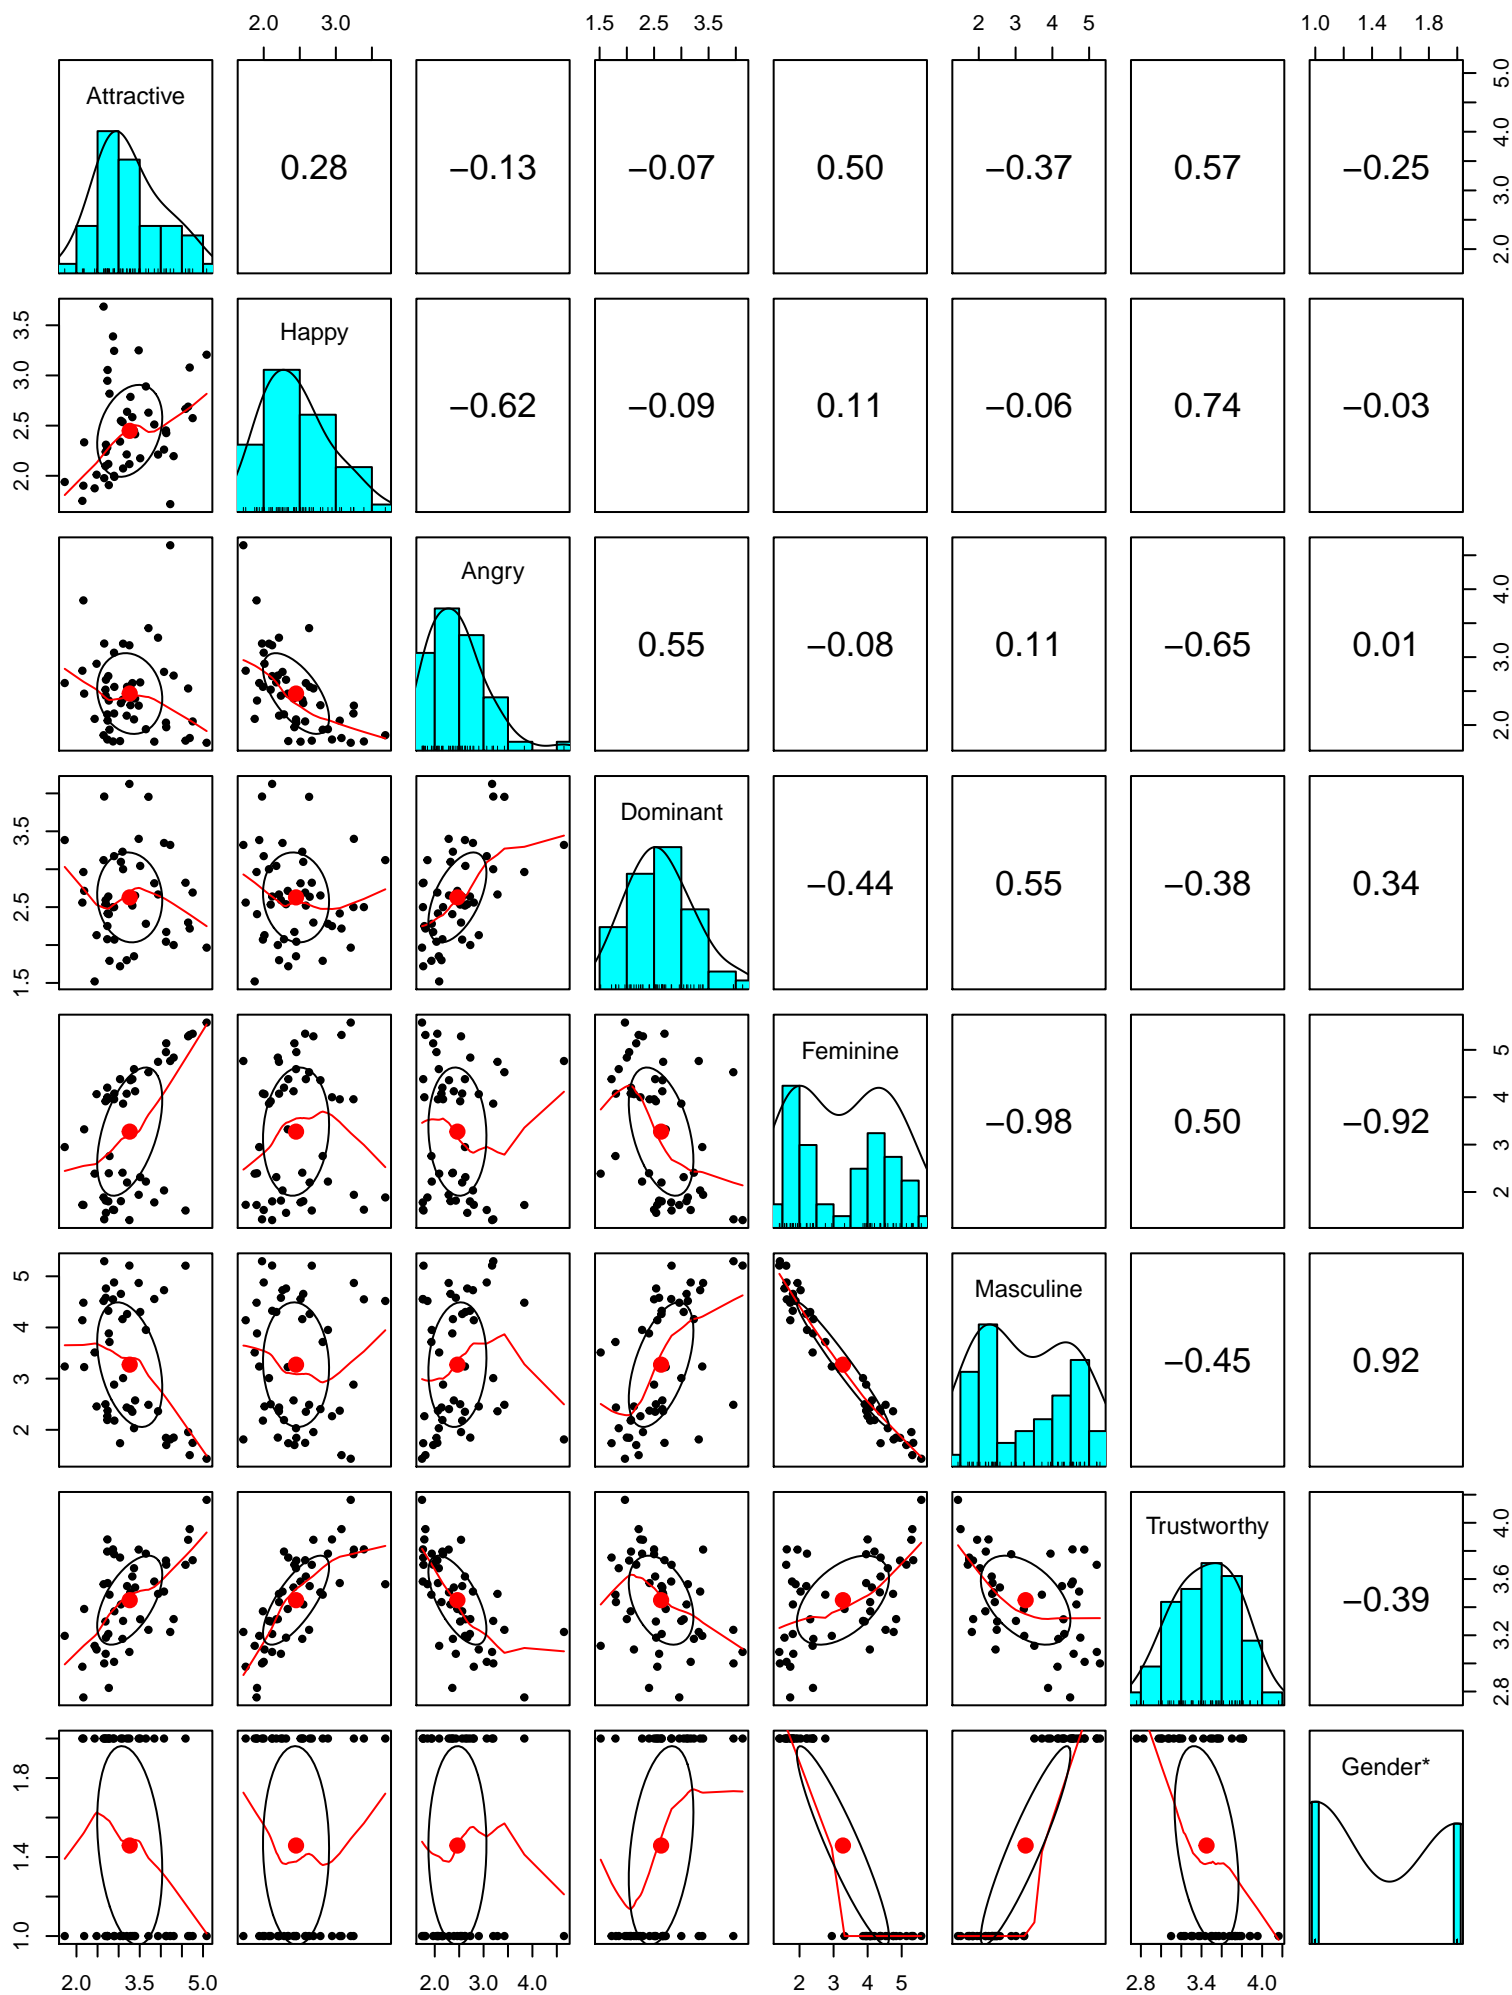 2.0 3.0
1.5 2.5 3.5
2 3 4 5
1.0 1.4 1.8
Attractive
0.28
−0.13
−0.07
0.50
−0.37
0.57
−0.25
2.0 3.0 4.0 5.0
2.0 2.5 3.0 3.5
Happy
−0.62
−0.09
0.11
−0.06
0.74
−0.03
Angry
0.55
−0.08
0.11
−0.65
0.01
2.0 3.0 4.0
1.5 2.5 3.5
Dominant
−0.44
0.55
−0.38
0.34
Feminine
−0.98
0.50
−0.92
2 3 4 5
2 3 4 5
Masculine
−0.45
0.92
Trustworthy
−0.39
2.8 3.2 3.6 4.0
1.0 1.4 1.8
Gender*
2.0 3.5 5.0
2.0 3.0 4.0
2 3 4 5
2.8 3.4 4.0